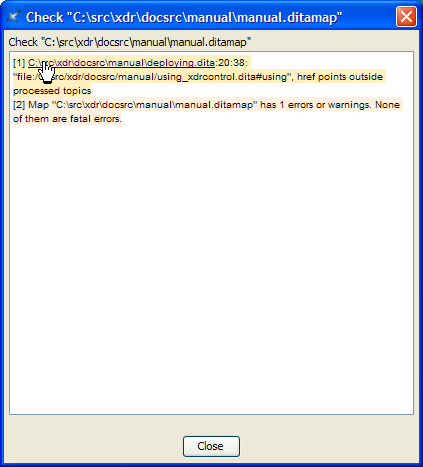 Check "C:\src\xdr\docsrc\manual\manual.ditamap"
Check "C:\src\xdr\docsrc\manual\manual.ditamap"
[1] C:\src\xdr\docsrc\manual\deploying.dita:20:38:
"file:/C:/src/xdr/docsrc/manual/using_xdrcontrol.dita#using", href points outside
processed topics
[2] Map "C:\src\xdr\docsrc\manual\manual.ditamap" has 1 errors or warnings. None
of them are fatal errors.
Close